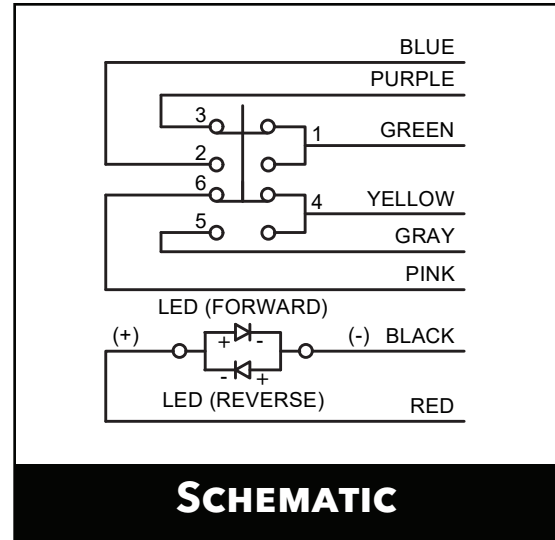 BLUE
PURPLE
3
1 GREEN
2
6
4 YELLOW
5
GRAY
PINK
LED (FORWARD)
(+) + - (-) BLACK
- +
LED (REVERSE)
RED
SCHEMATIC